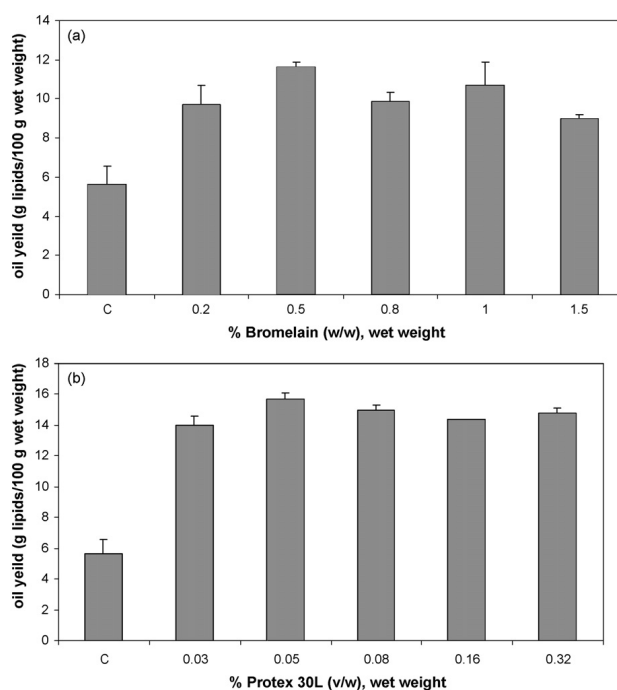 (a)
14
12
10
8
6
4
2
0
oil yeild (g lipids/100 g wet weight)
C 0.2 0.5 0.8 1 1.5
% Bromelain (w/w), wet weight
(b)
18
16
14
12
10
8
6
4
2
0
oil yeild (g lipids/100 g wet weight)
C 0.03 0.05 0.08 0.16 0.32
% Protex 30L (v/w), wet weight